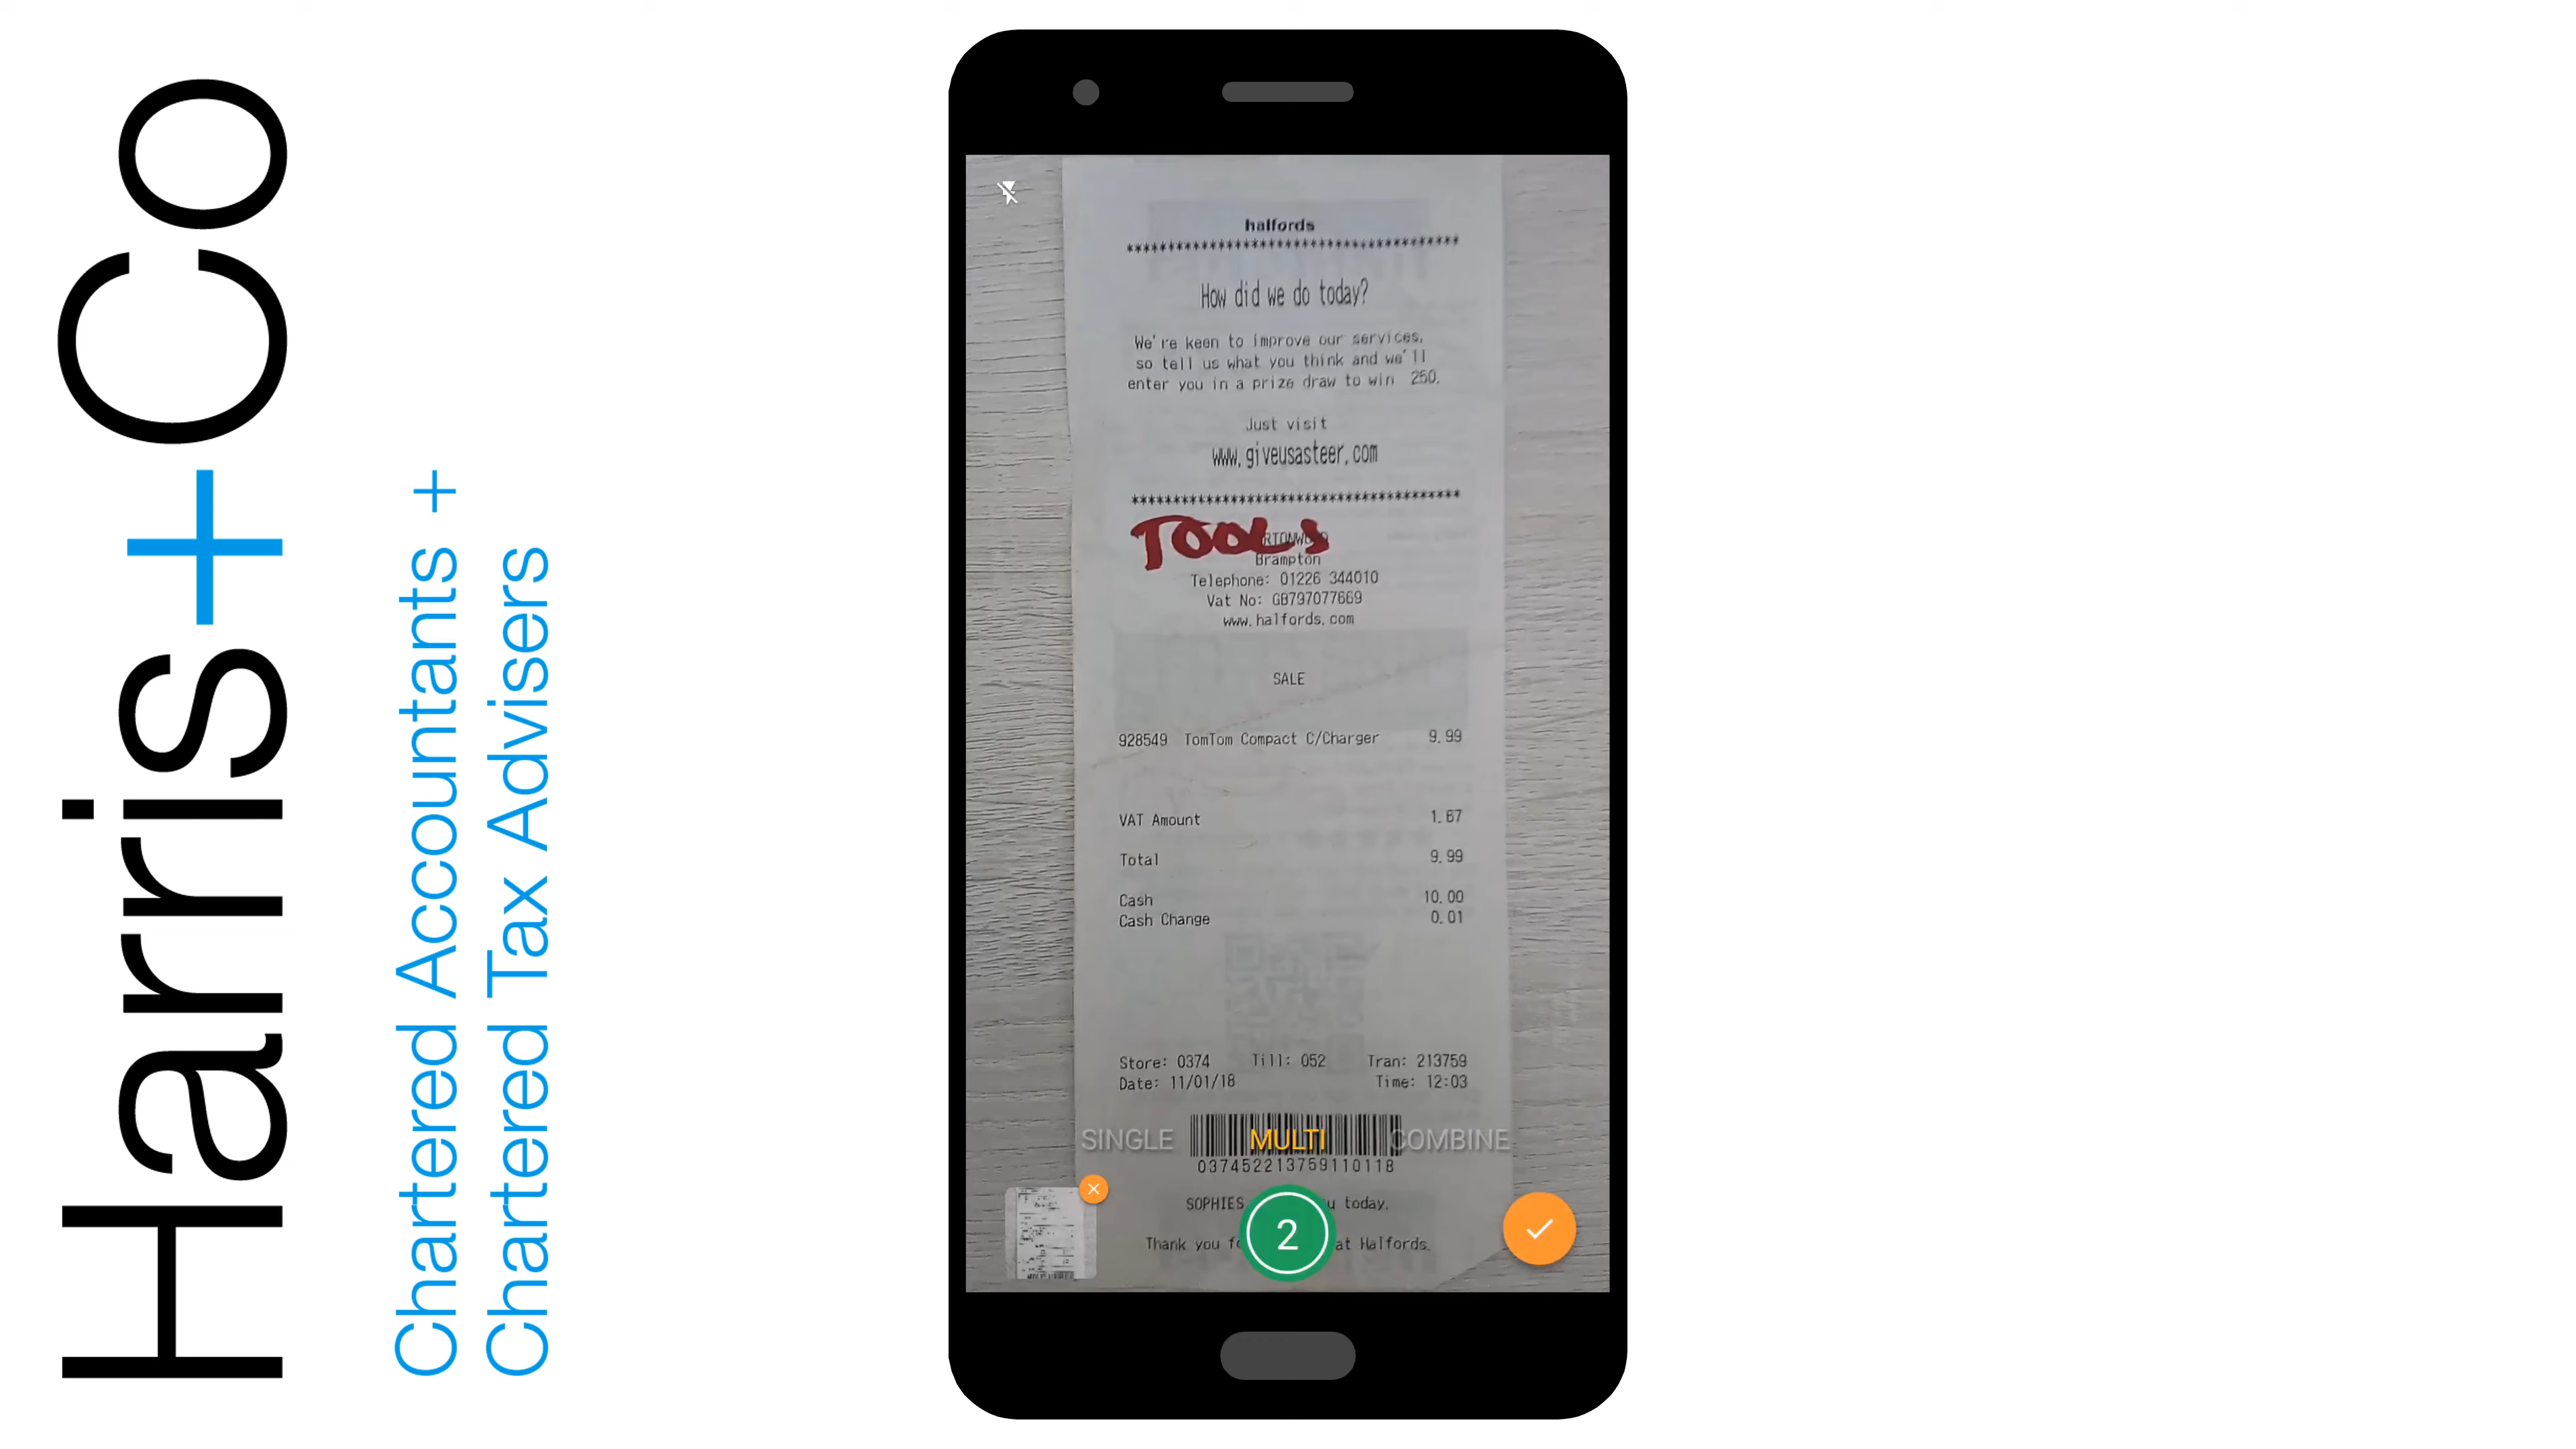 Harris+Co
Chartered Accountants +
Chartered Tax Advisers
halfords
****************************************
How did we do today?
We're keen to improve our services,
so tell us what you think and we'll
enter you in a prize draw to win 250.
Just visit
www.giveusasteer.com
****************************************
TOOLS
Brampton
Telephone: 01226 344010
Vat No: GB797077669
www.halfords.com
SALE
928549 TomTom Compact C/Charger 9.99
VAT Amount 1.67
Total 9.99
Cash 10.00
Cash Change 0.01
Store: 0374 Till: 052 Tran: 213759
Date: 11/01/18 Time: 12:03
SINGLE MULTI COMBINE
037452213759110118
SOPHIES today.
2
Thank you at Halfords.